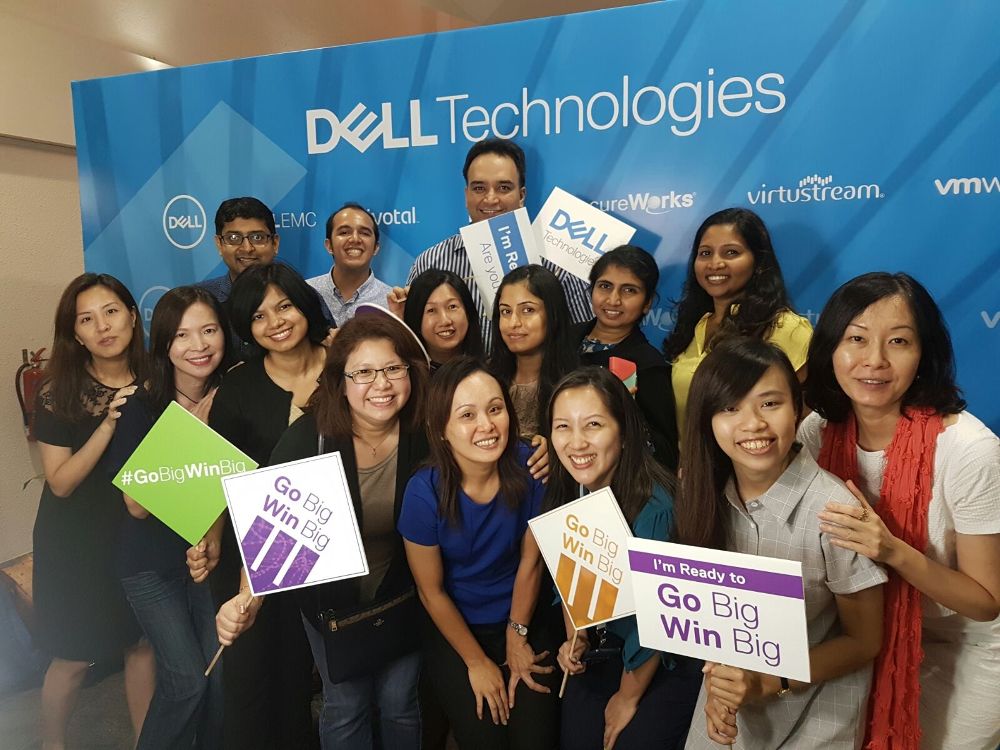 DELL Technologies
DELL
EMC
pivotal.
cureWorks
virtustream.
vmw
I'm Re
Are you
DELL
Technologies
#GoBigWinBig
Go Big
Win Big
Go Big
Win Big
I'm Ready to
Go Big
Win Big